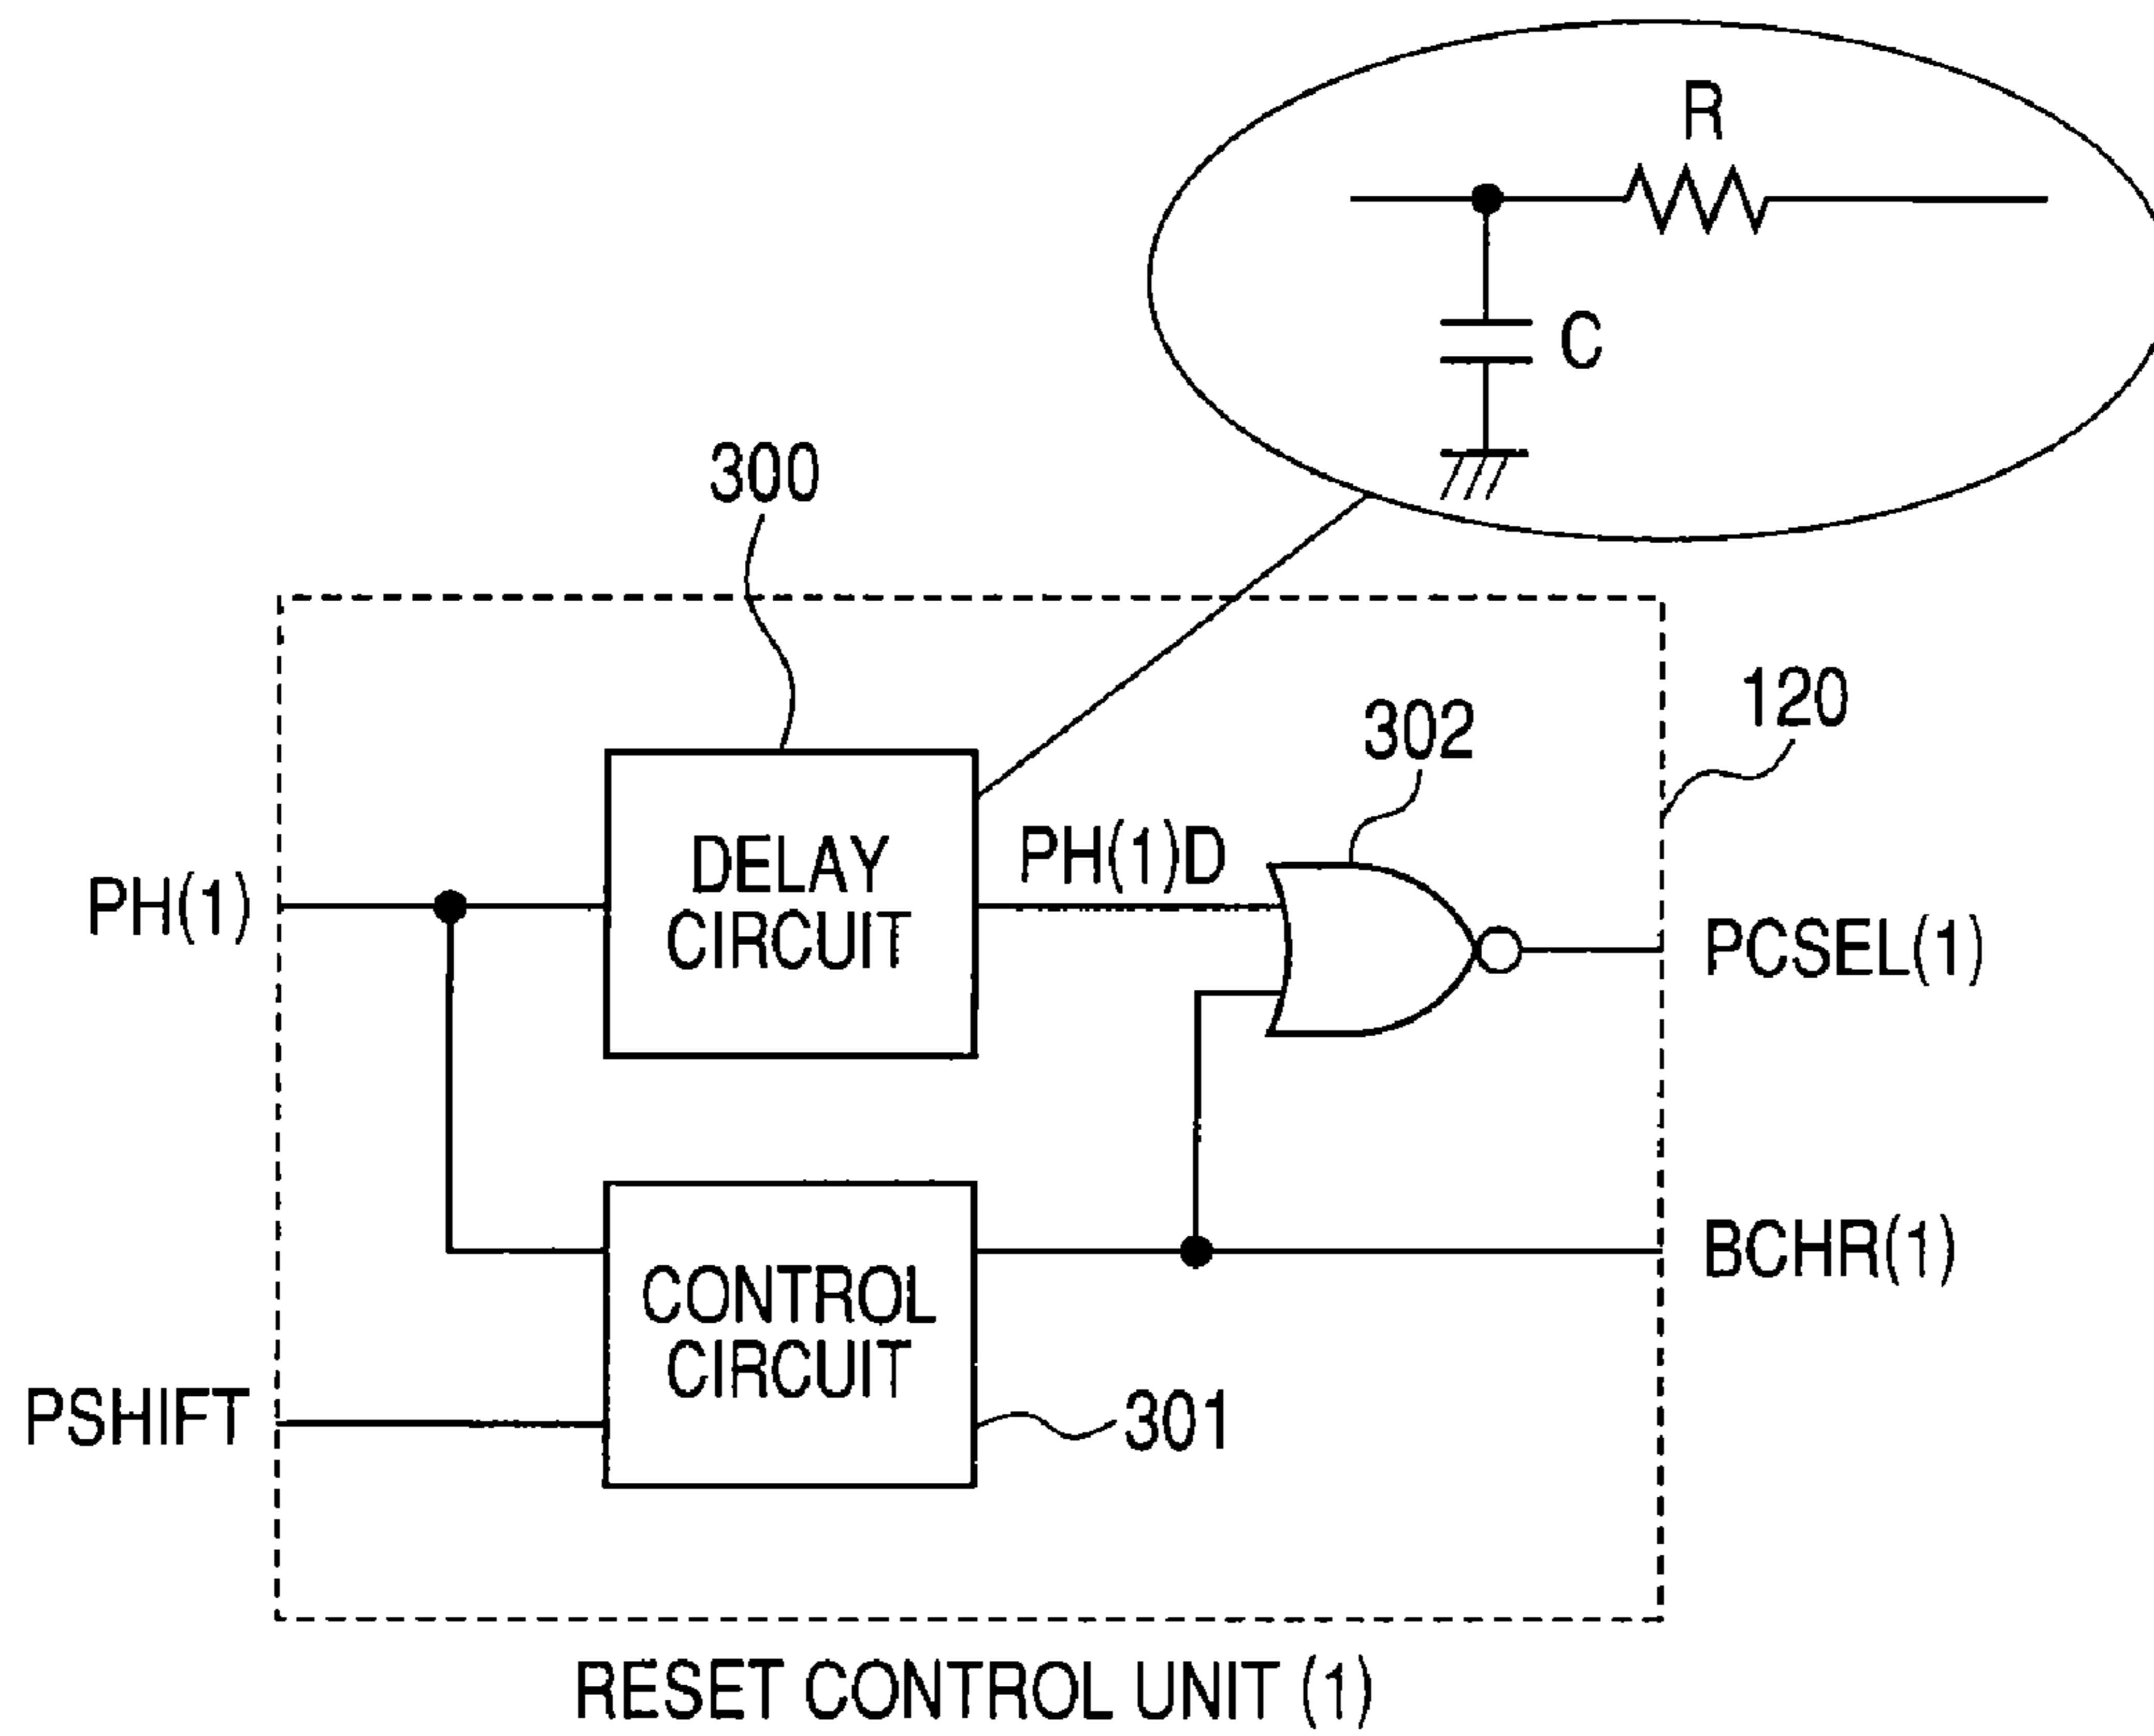 R
C
300
120
302
DELAY
CIRCUIT
PH(1)D
PH(1)
PCSEL(1)
BCHR(1)
CONTROL
CIRCUIT
PSHIFT
301
RESET CONTROL UNIT (1)